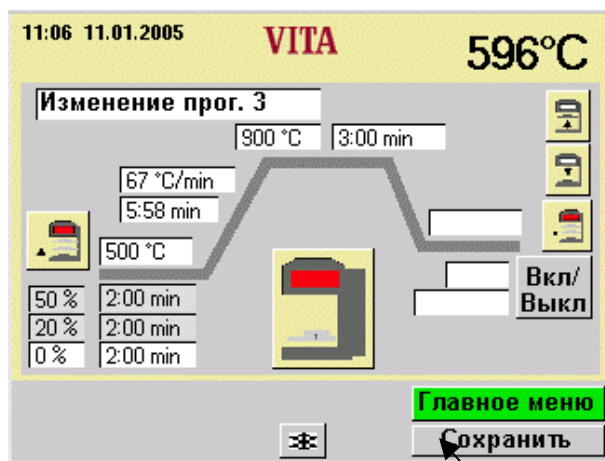 11:06 11.01.2005
VITA
596°C
Изменение прог. 3
900 °C
3:00 min
67 °C/min
5:58 min
500 °C
50 %
2:00 min
20 %
2:00 min
0 %
2:00 min
1
Вкл/
Выкл
Главное меню
Сохранить